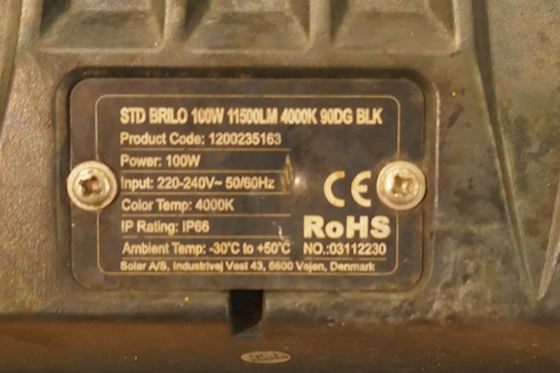 STD BRILO 100W 11500LM 4000K 90DG BLK
Product Code: 1200235163
Power: 100W
Input: 220-240V~ 50/60Hz
Color Temp: 4000K
IP Rating: IP66
Ambient Temp: -30°C to +50°C
CE
RoHS
NO.:03112230
Solar A/S, Industrivej Vest 43, 6600 Vejen, Denmark